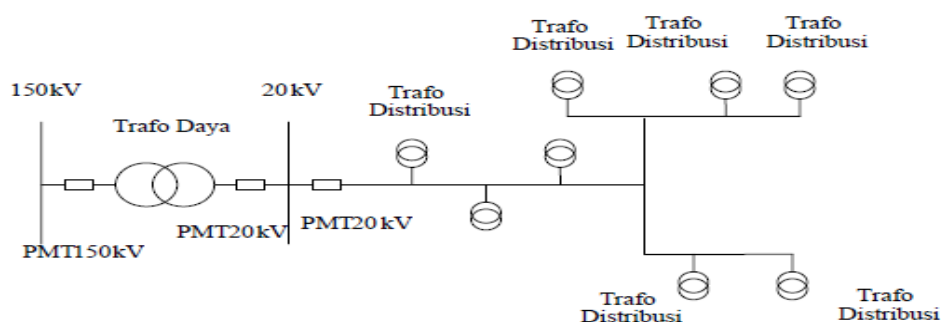 Trafo
Distribusi
Trafo
Distribusi
Trafo
Distribusi
150kV
20kV
Trafo
Distribusi
Trafo Daya
PMT150kV
PMT20kV
PMT20kV
Trafo
Distribusi
Trafo
Distribusi